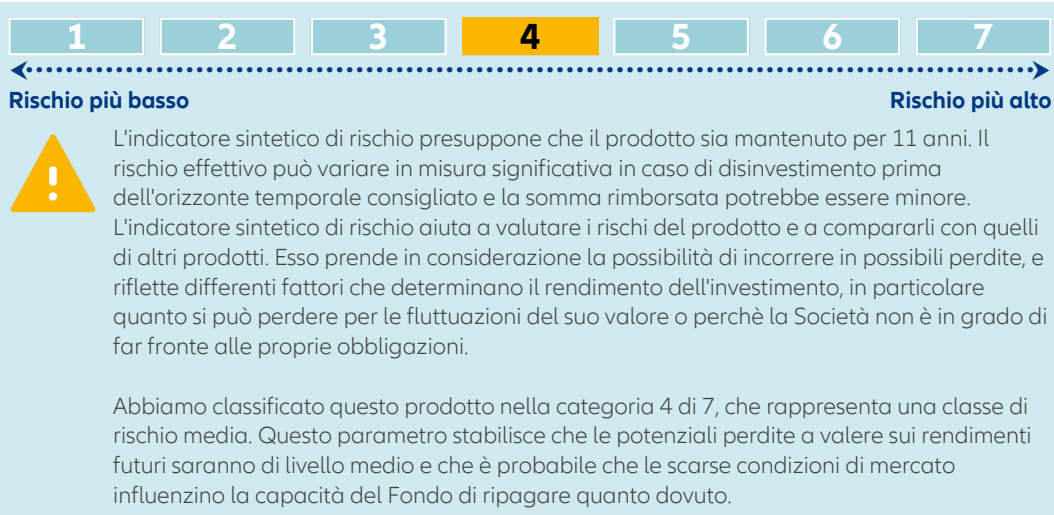 1 2 3 4 5 6 7
Rischio più basso Rischio più alto
L'indicatore sintetico di rischio presuppone che il prodotto sia mantenuto per 11 anni. Il
rischio effettivo può variare in misura significativa in caso di disinvestimento prima
dell'orizzonte temporale consigliato e la somma rimborsata potrebbe essere minore.
L'indicatore sintetico di rischio aiuta a valutare i rischi del prodotto e a compararli con quelli
di altri prodotti. Esso prende in considerazione la possibilità di incorrere in possibili perdite, e
riflette differenti fattori che determinano il rendimento dell'investimento, in particolare
quanto si può perdere per le fluttuazioni del suo valore o perchè la Società non è in grado di
far fronte alle proprie obbligazioni.
Abbiamo classificato questo prodotto nella categoria 4 di 7, che rappresenta una classe di
rischio media. Questo parametro stabilisce che le potenziali perdite a valere sui rendimenti
futuri saranno di livello medio e che è probabile che le scarse condizioni di mercato
influenzino la capacità del Fondo di ripagare quanto dovuto.